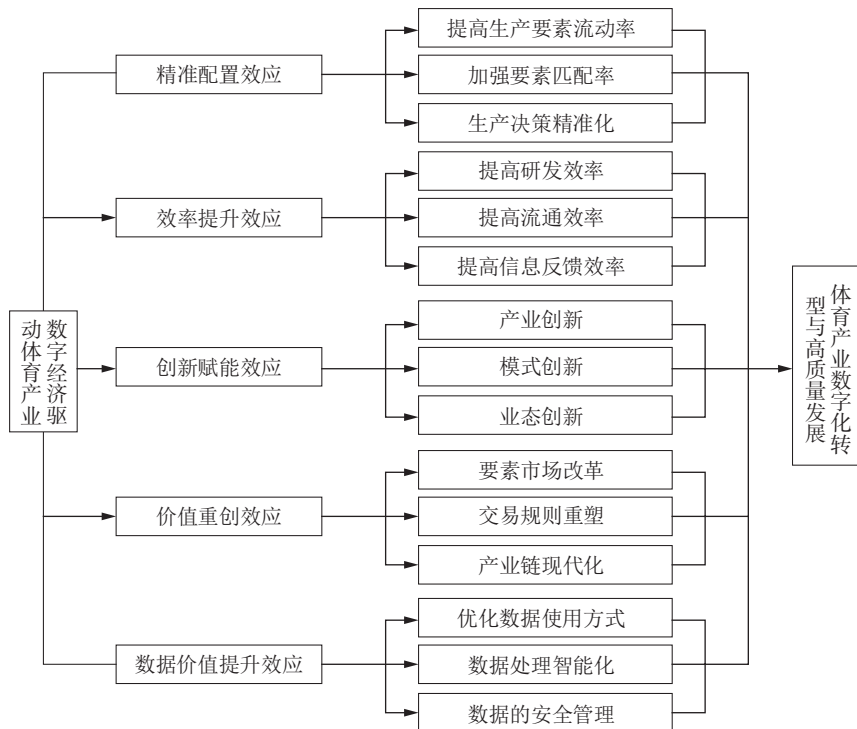 数字经济驱
动体育产业
精准配置效应
提高生产要素流动率
加强要素匹配率
生产决策精准化
效率提升效应
提高研发效率
提高流通效率
提高信息反馈效率
创新赋能效应
产业创新
模式创新
业态创新
价值重创效应
要素市场改革
交易规则重塑
产业链现代化
数据价值提升效应
优化数据使用方式
数据处理智能化
数据的安全管理
体育产业数字化转
型与高质量发展